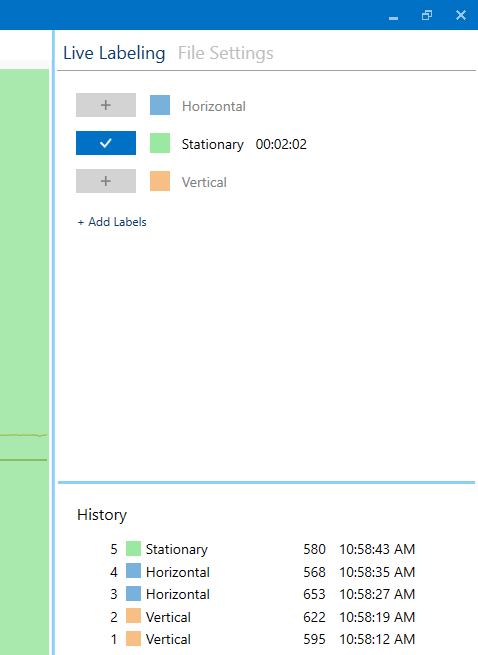 Live Labeling File Settings
Horizontal
Stationary 00:02:02
Vertical
+ Add Labels
History
5 Stationary 580 10:58:43 AM
4 Horizontal 568 10:58:35 AM
3 Horizontal 653 10:58:27 AM
2 Vertical 622 10:58:19 AM
1 Vertical 595 10:58:12 AM